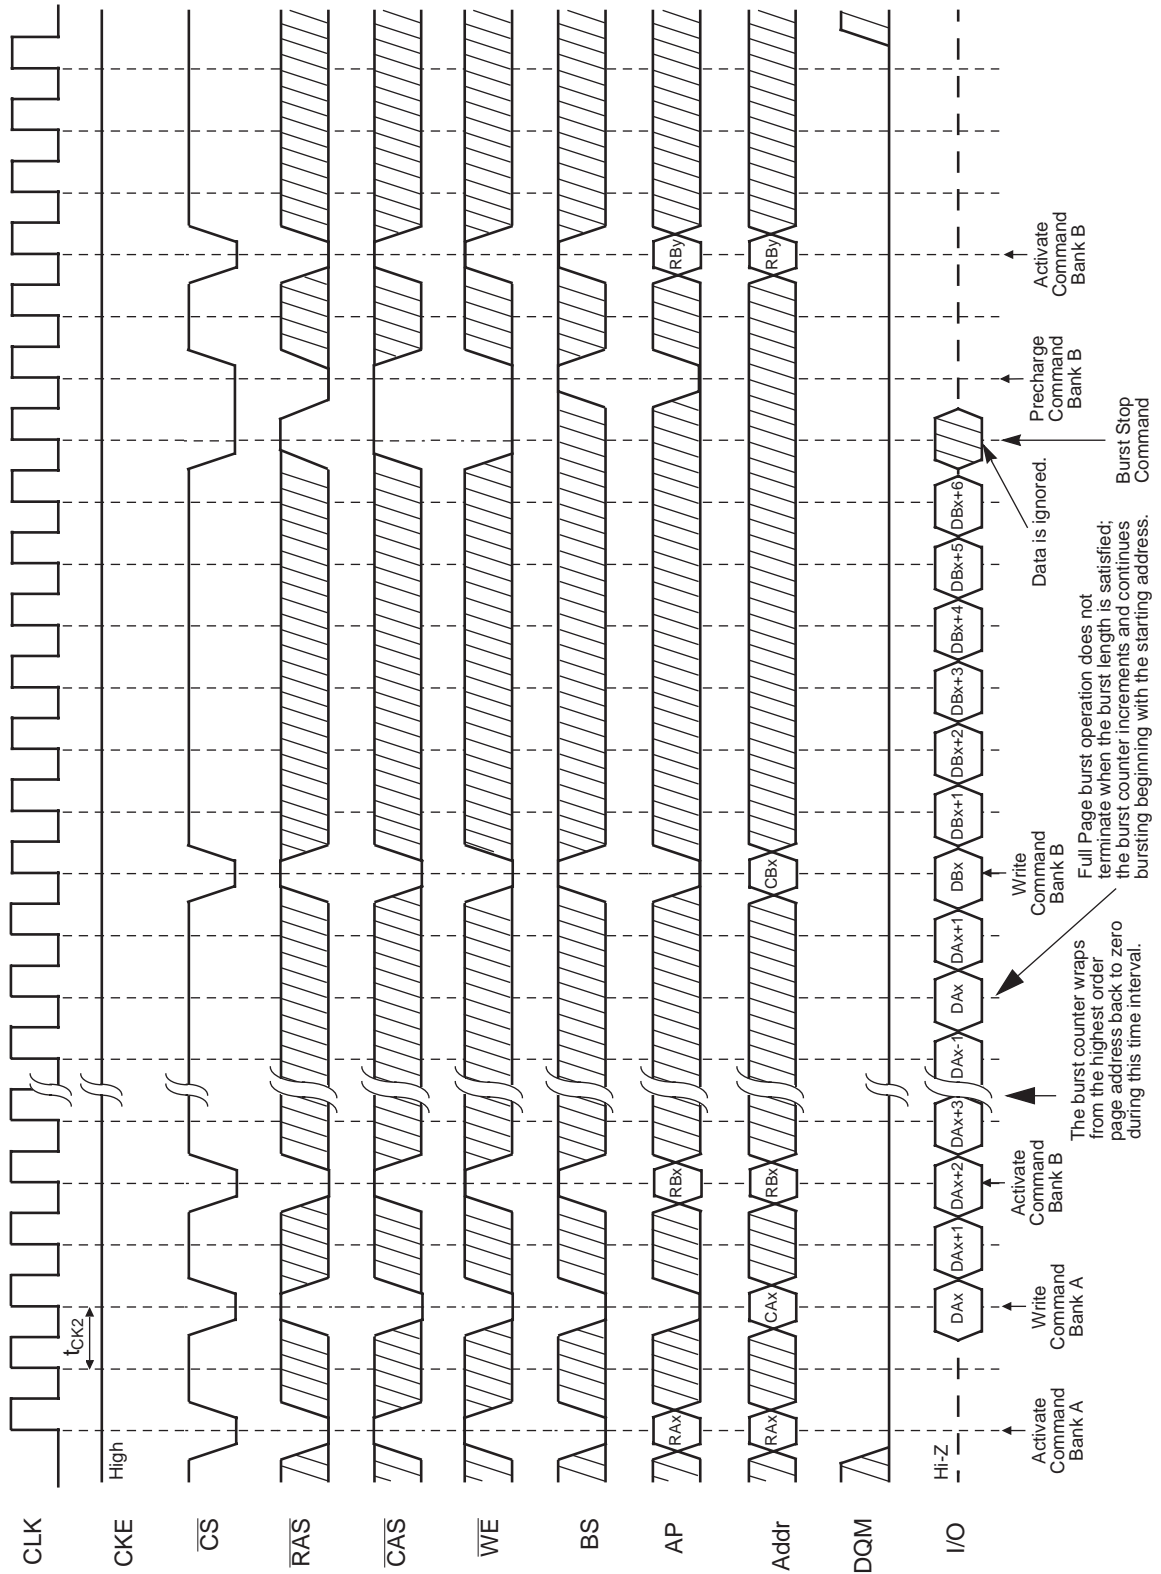 CLK
CKE
High
CS
RAS
CAS
WE
BS
AP
RAx
RBx
RBy
Addr
RAx
CAx
RBx
CBx
RBy
DQM
I/O
Hi-Z
DAx
DAx+1
DAx+2
DAx+3
DAx-1
DAx
DAx+1
DBx
DBx+1
DBx+2
DBx+3
DBx+4
DBx+5
DBx+6
tCK2
Activate
Command
Bank A
Write
Command
Bank A
Activate
Command
Bank B
Write
Command
Bank B
Precharge
Command
Bank B
Activate
Command
Bank B
Data is ignored.
The burst counter wraps
from the highest order
page address back to zero
during this time interval.
Full Page burst operation does not
terminate when the burst length is satisfied;
the burst counter increments and continues
bursting beginning with the starting address.
Burst Stop
Command